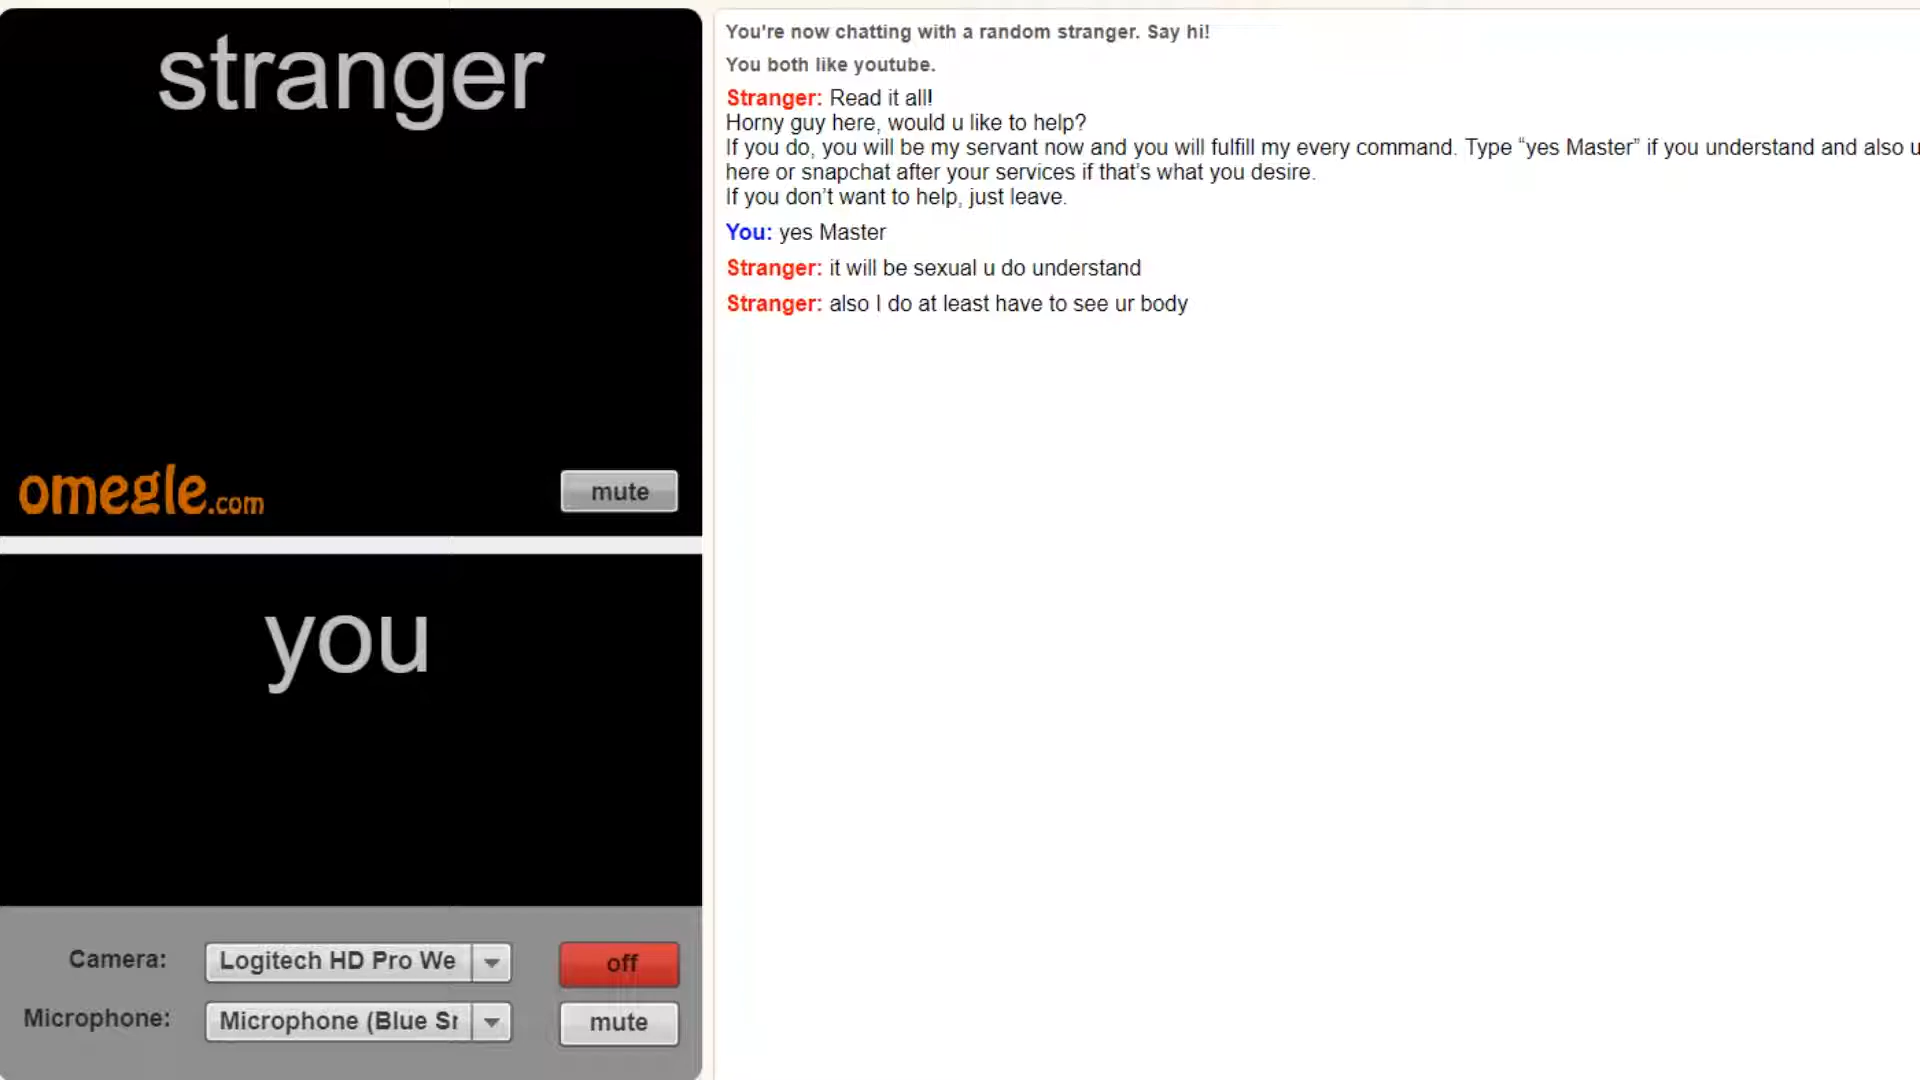 stranger
omegle.com
mute
you
Camera:
Logitech HD Pro We
off
Microphone:
Microphone (Blue Sr
mute
You're now chatting with a random stranger. Say hi!
You both like youtube.
Stranger: Read it all!
Horny guy here, would u like to help?
If you do, you will be my servant now and you will fulfill my every command. Type “yes Master” if you understand and also u
here or snapchat after your services if that’s what you desire.
If you don’t want to help, just leave.
You: yes Master
Stranger: it will be sexual u do understand
Stranger: also I do at least have to see ur body